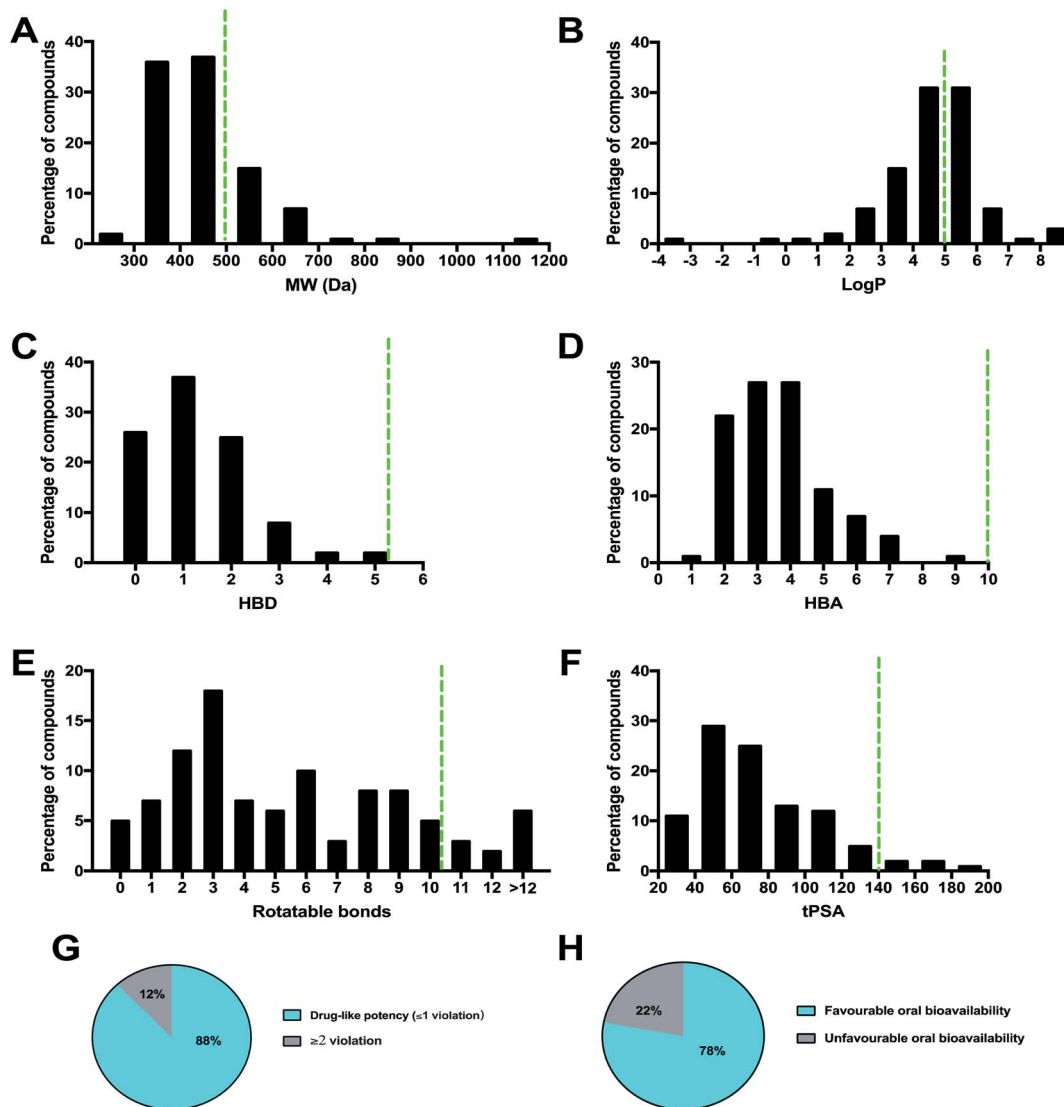 A
Percentage of compounds
40
30
20
10
0
300 400 500 600 700 800 900 1000 1100 1200
MW (Da)
B
Percentage of compounds
40
30
20
10
0
-4 -3 -2 -1 0 1 2 3 4 5 6 7 8
LogP
C
Percentage of compounds
40
30
20
10
0
0 1 2 3 4 5 6
HBD
D
Percentage of compounds
30
20
10
0
0 1 2 3 4 5 6 7 8 9 10
HBA
E
Percentage of compounds
20
15
10
5
0
0 1 2 3 4 5 6 7 8 9 10 11 12 >12
Rotatable bonds
F
Percentage of compounds
40
30
20
10
0
20 40 60 80 100 120 140 160 180 200
tPSA
G
12%
88%
Drug-like potency (≤1 violation)
≥2 violation
H
22%
78%
Favourable oral bioavailability
Unfavourable oral bioavailability